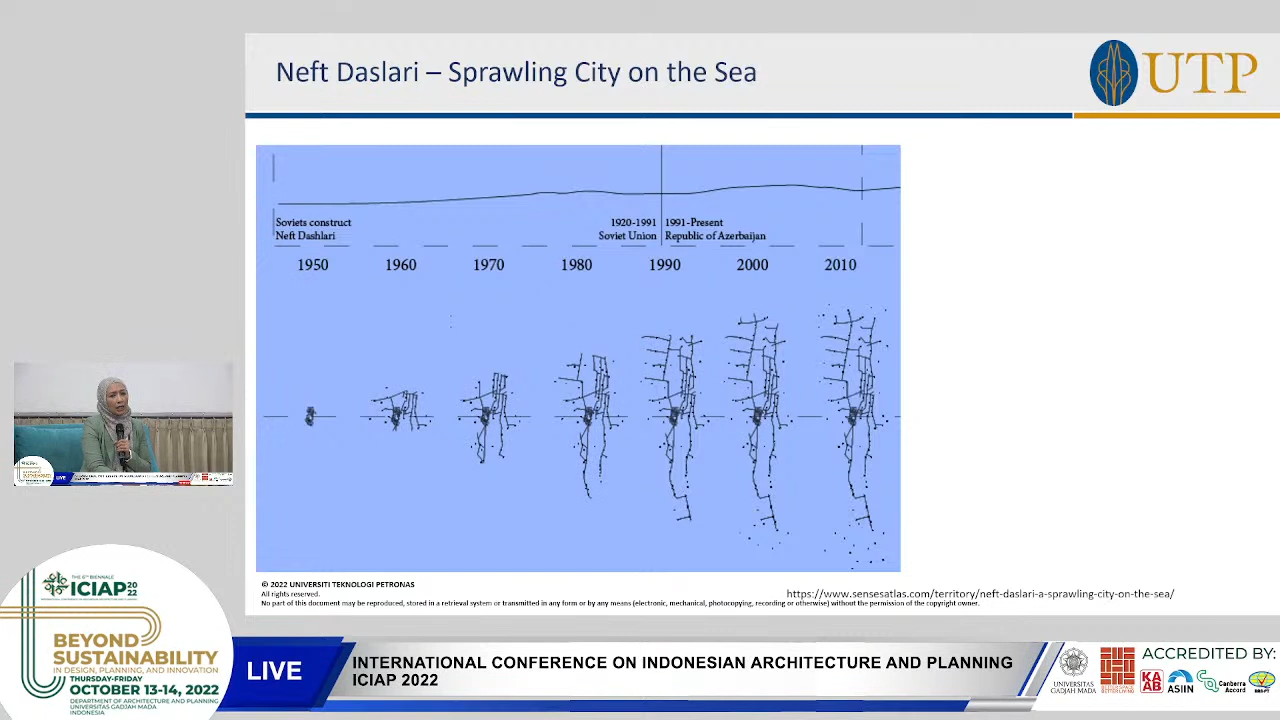 Neft Daslari – Sprawling City on the Sea
UTP
Soviets construct
Neft Dashlari
1920-1991
Soviet Union
1991-Present
Republic of Azerbaijan
1950 1960 1970 1980 1990 2000 2010
© 2022 UNIVERSITI TEKNOLOGI PETRONAS
All rights reserved.
No part of this document may be reproduced, stored in a retrieval system or transmitted in any form or by any means (electronic, mechanical, photocopying, recording or otherwise) without the permission of the copyright owner.
https://www.sensesatlas.com/territory/neft-daslari-a-sprawling-city-on-the-sea/
LIVE
ICIAP 2022
BEYOND
SUSTAINABILITY
IN DESIGN, PLANNING, AND INNOVATION
THURSDAY-FRIDAY
OCTOBER 13-14, 2022
DEPARTMENT OF ARCHITECTURE AND PLANNING
UNIVERSITAS GADJAH MADA
INDONESIA
LIVE
INTERNATIONAL CONFERENCE ON INDONESIAN ARCHITECTURE AND PLANNING
ICIAP 2022
UNIVERSITAS
GADJAH MADA
ACCREDITED BY:
KAAB
ASIIN
Canberra
Accord